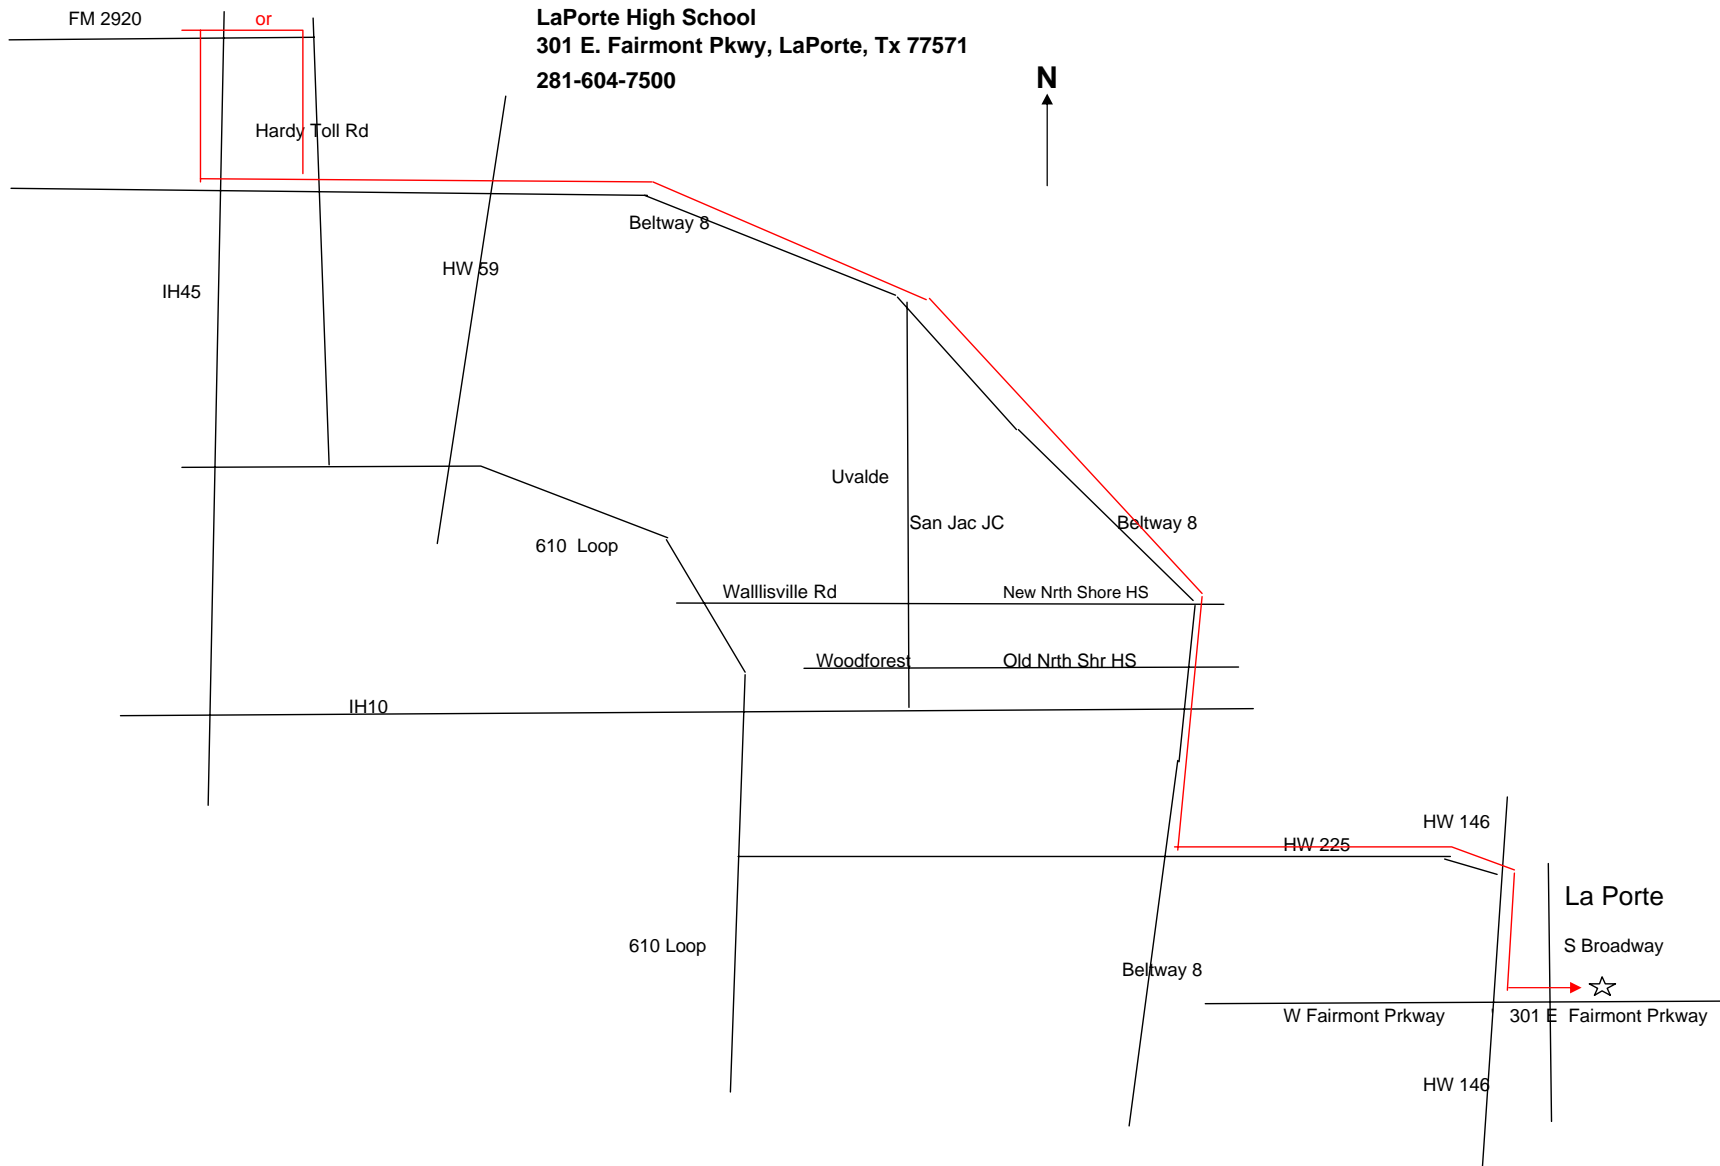 FM 2920
or
LaPorte High School
301 E. Fairmont Pkwy, LaPorte, Tx 77571
281-604-7500
N
Hardy Toll Rd
Beltway 8
HW 59
IH45
Uvalde
San Jac JC
Beltway 8
610 Loop
Walllisville Rd
New Nrth Shore HS
Woodforest
Old Nrth Shr HS
IH10
HW 146
HW 225
La Porte
S Broadway
610 Loop
Beltway 8
W Fairmont Prkway ' 301 E Fairmont Prkway
HW 146